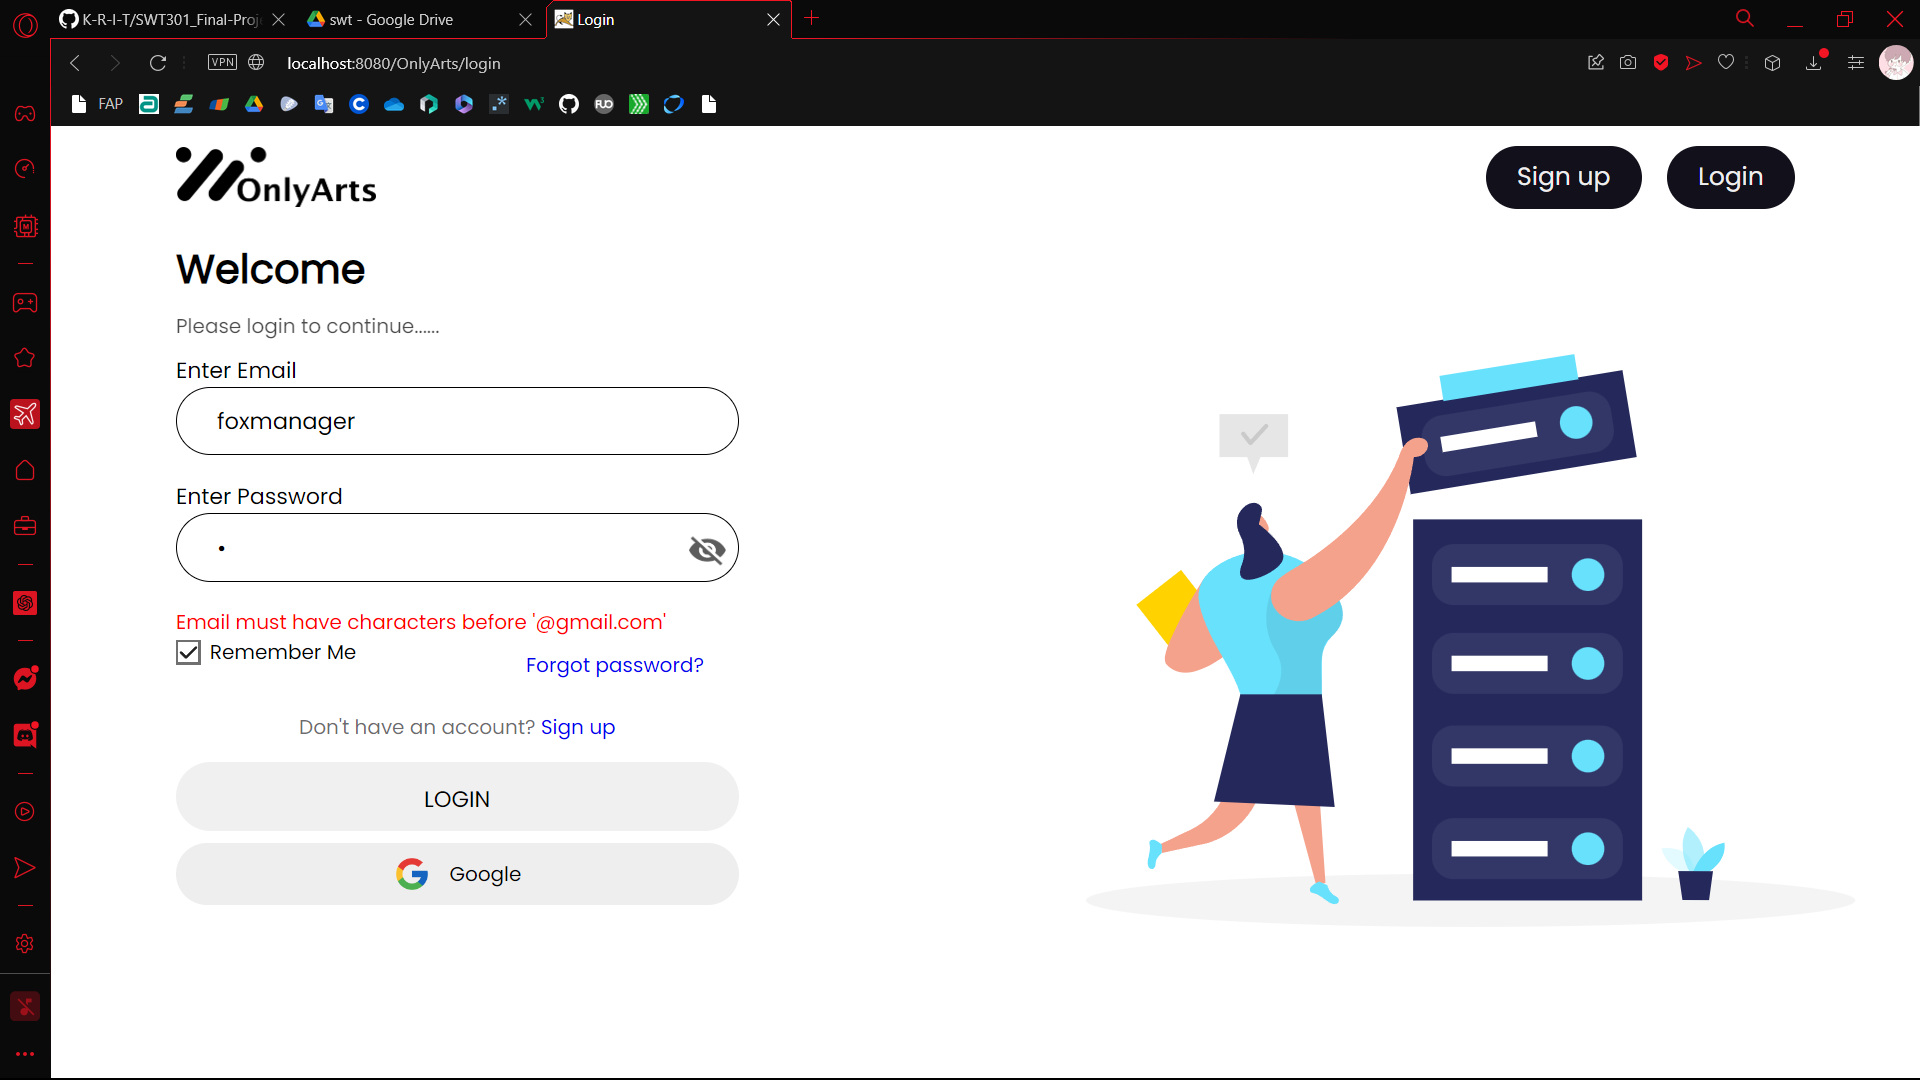 K-R-I-T/SWT301_Final-Proj
swt - Google Drive
Login
VPN
localhost:8080/OnlyArts/login
FAP
OnlyArts
Sign up
Login
Welcome
Please login to continue......
Enter Email
foxmanager
Enter Password
Email must have characters before '@gmail.com'
Remember Me
Forgot password?
Don't have an account? Sign up
LOGIN
Google